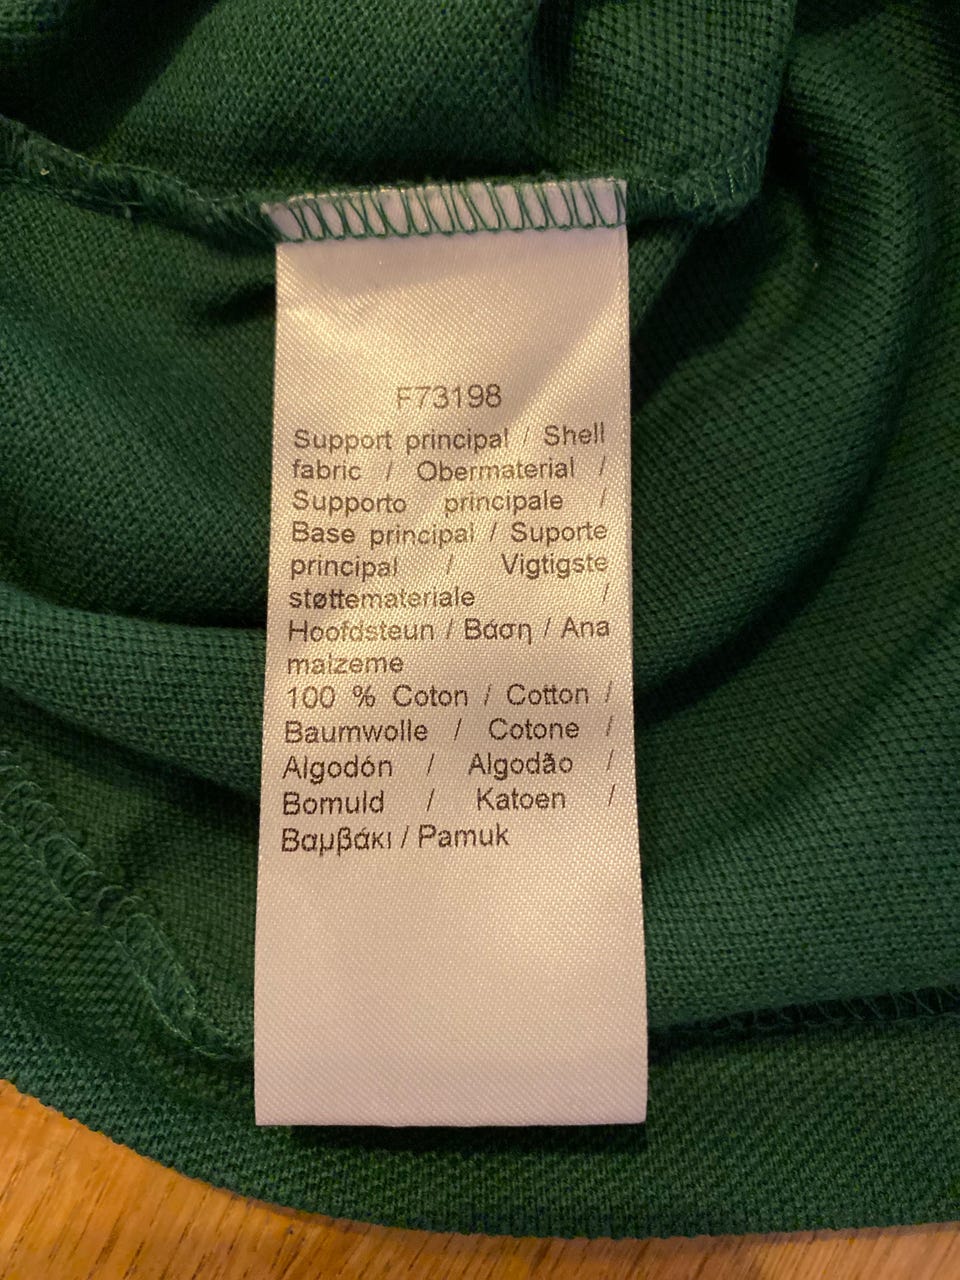 F73198
Support principal / Shell
fabric / Obermaterial /
Supporto principale /
Base principal / Suporte
principal / Vigtigste
støttemateriale /
Hoofdsteun / Βάση / Ana
malzeme
100 % Coton / Cotton /
Baumwolle / Cotone /
Algodón / Algodão /
Bomuld / Katoen /
Βαμβάκι / Pamuk